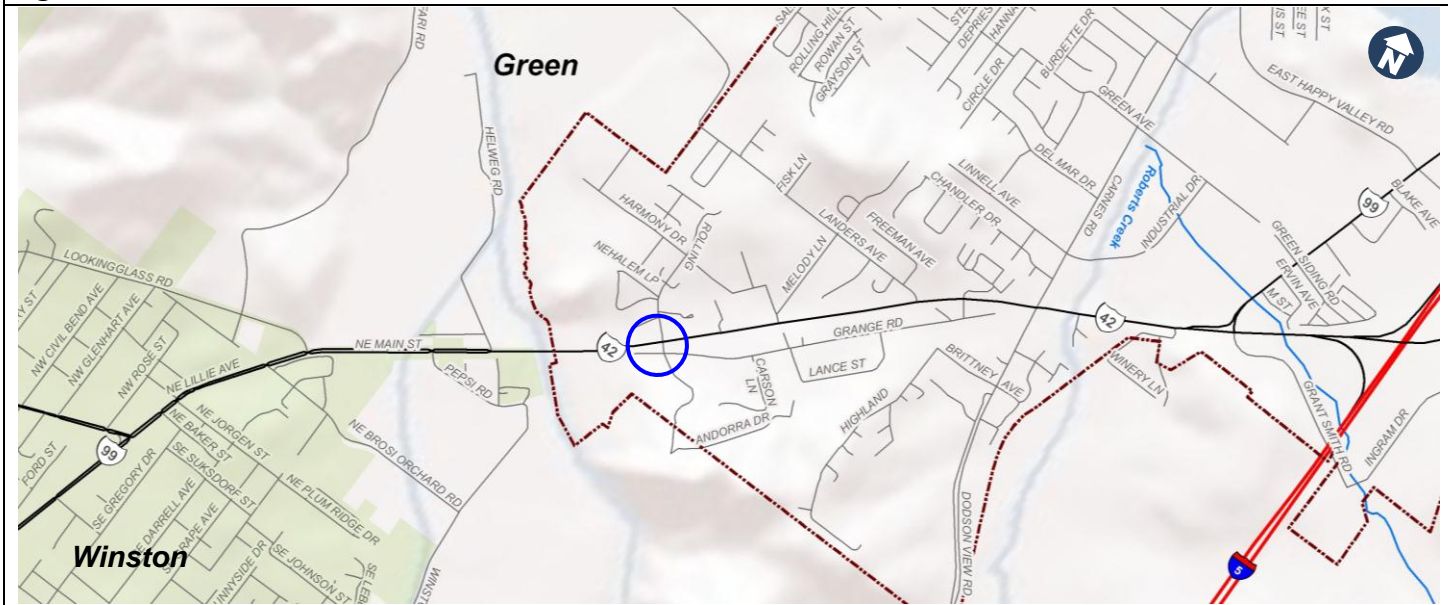 Green
N
ROLLING HILLS
ROWAN ST
GRAYSON ST
CIRCLE DR
BURDETTE DR
GREEN AVE
EAST HAPPY VALLEY RD
HELWEG RD
DEL MAR DR
LINNELL AVE
CHANDLER DR
CARNES RD
Roberts Creek
INDUSTRIAL DR
99
BLAKE AVE
FISK LN
HARMONY DR
LANDERS AVE
FREEMAN AVE
MELODY LN
ROLLING
NEHALEM LP
GREEN SIDING RD
ERVIN AVE
M ST
LOOKINGGLASS RD
NW CIVIL BEND AVE
NW GLENHART AVE
NW ROSE ST
NE LILLIE AVE
NE MAIN ST
PEPSI RD
42
42
GRANGE RD
LANCE ST
CARSON LN
BRITTNEY AVE
WINERY LN
HIGHLAND
ANDORRA DR
GRANT SMITH RD
INGRAM DR
99
FORD ST
NE BAKER ST
NE JORGEN ST
SE SUKSDORF ST
SE GREGORY DR
NE BROSI ORCHARD RD
NE PLUM RIDGE DR
SE DARRELL AVE
SE JOHNSON ST
DODSON VIEW RD
Winston
5